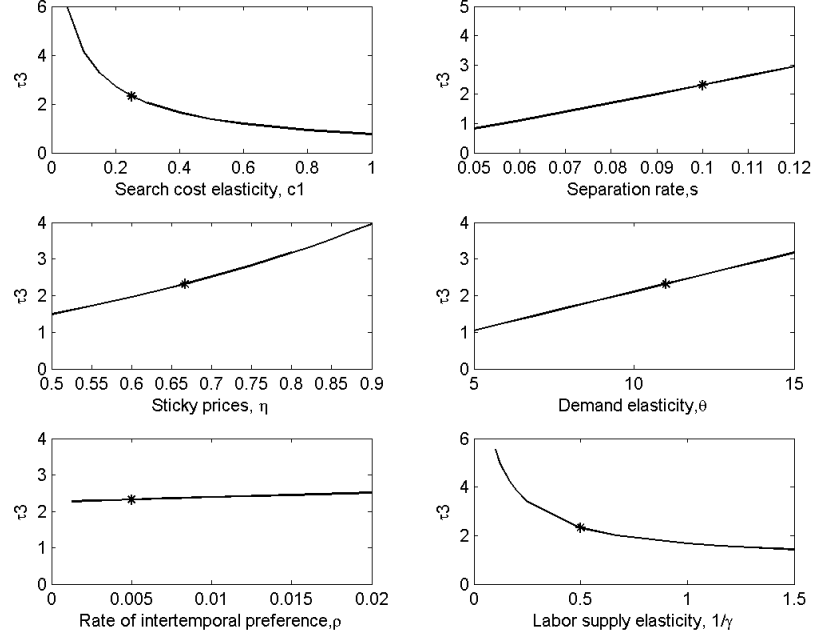 6
4
2
0
τ3
0 0.2 0.4 0.6 0.8 1
Search cost elasticity, c1
5
4
3
2
1
0
τ3
0.05 0.06 0.07 0.08 0.09 0.1 0.11 0.12
Separation rate,s
4
3
2
1
0
τ3
0.5 0.55 0.6 0.65 0.7 0.75 0.8 0.85 0.9
Sticky prices, η
4
3
2
1
0
τ3
5 10 15
Demand elasticity,θ
4
3
2
1
0
τ3
0 0.005 0.01 0.015 0.02
Rate of intertemporal preference,ρ
6
4
2
0
τ3
0 0.5 1 1.5
Labor supply elasticity, 1/γ